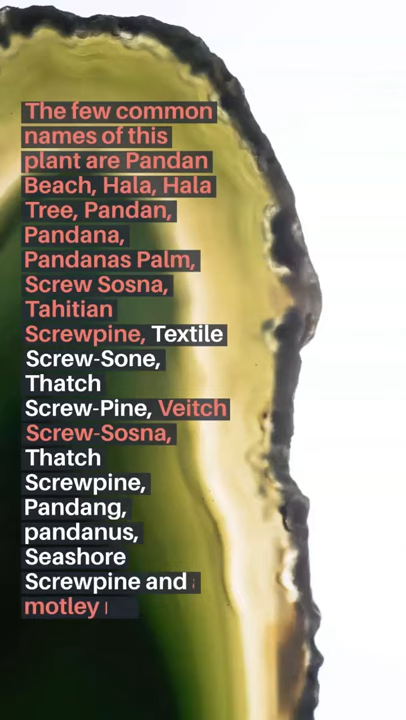 The few common
names of this
plant are Pandan
Beach, Hala, Hala
Tree, Pandan,
Pandana,
Pandanas Palm,
Screw Sosna,
Tahitian
Screwpine, Textile
Screw-Sone,
Thatch
Screw-Pine, Veitch
Screw-Sosna,
Thatch
Screwpine,
Pandang,
pandanus,
Seashore
Screwpine and
motley